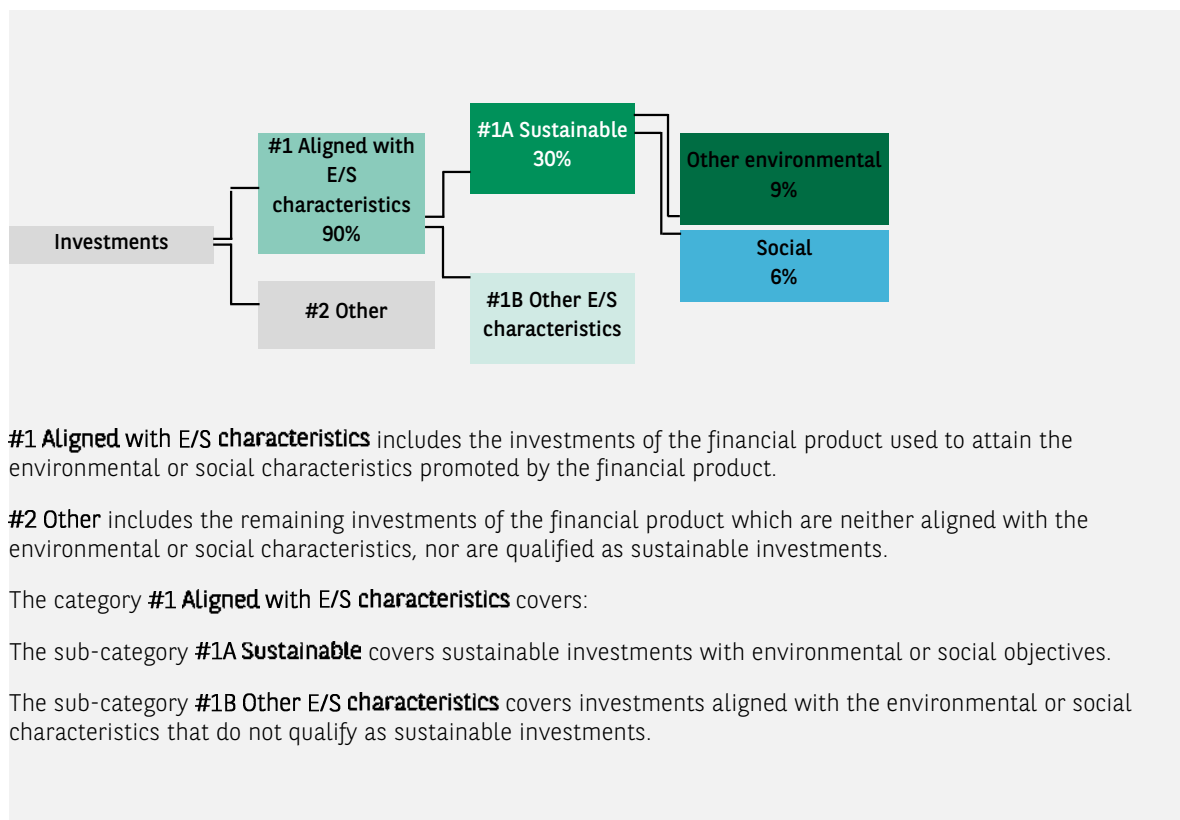 #1A Sustainable
30%
#1 Aligned with
E/S
characteristics
90%
Other environmental
9%
Investments
Social
6%
#2 Other
#1B Other E/S
characteristics
#1 Aligned with E/S characteristics includes the investments of the financial product used to attain the
environmental or social characteristics promoted by the financial product.
#2 Other includes the remaining investments of the financial product which are neither aligned with the
environmental or social characteristics, nor are qualified as sustainable investments.
The category #1 Aligned with E/S characteristics covers:
The sub-category #1A Sustainable covers sustainable investments with environmental or social objectives.
The sub-category #1B Other E/S characteristics covers investments aligned with the environmental or social
characteristics that do not qualify as sustainable investments.